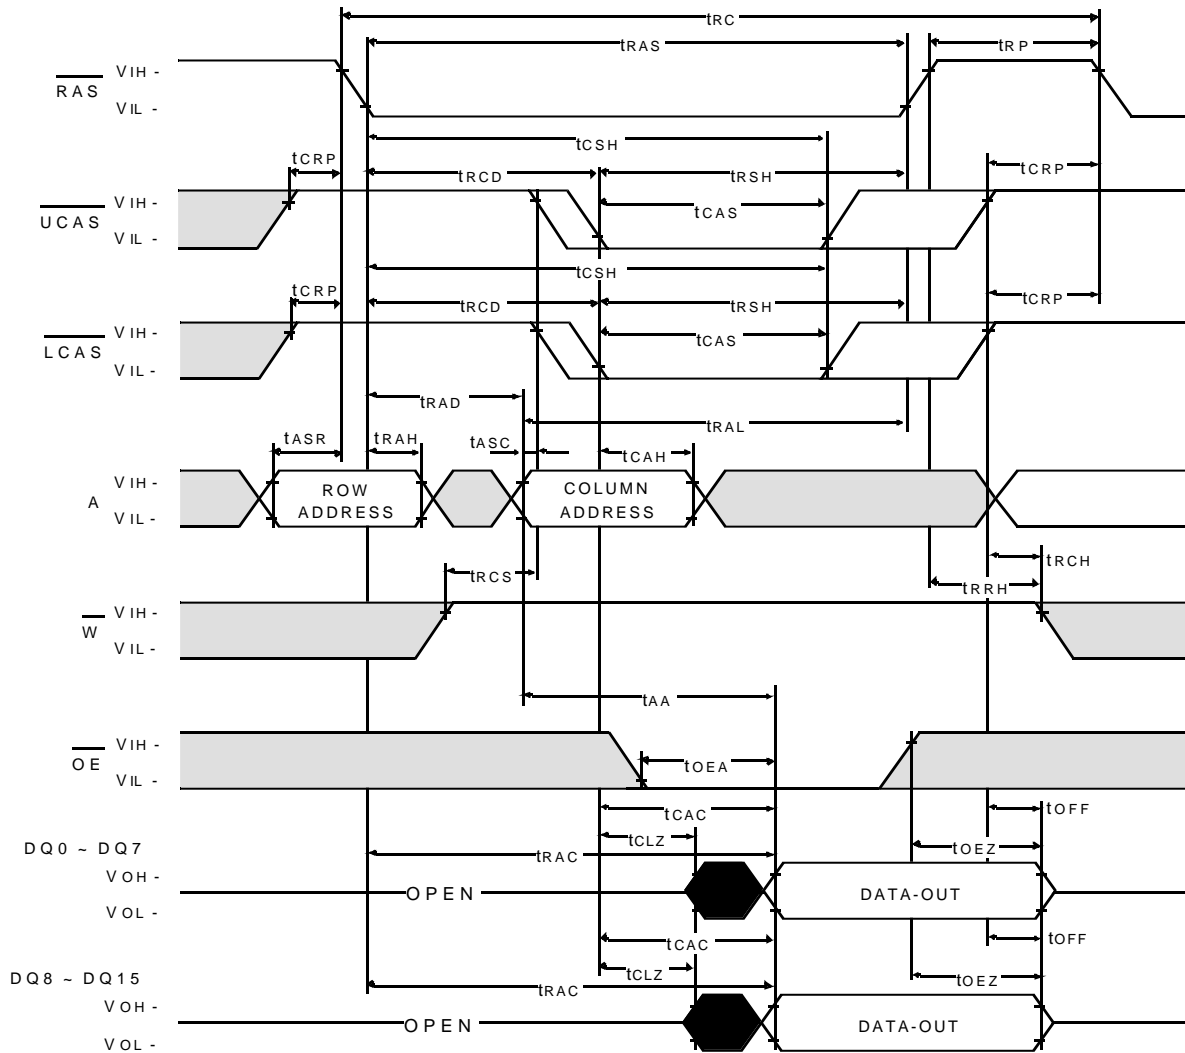 tRC
tRAS
tRP
RAS
VIH -
VIL -
tCSH
tCRP
tRCD
tRSH
tCRP
UCAS
VIH -
VIL -
tCAS
tCSH
tCRP
tRCD
tRSH
tCRP
LCAS
VIH -
VIL -
tCAS
tRAD
tRAL
tASR
tRAH
tASC
tCAH
A
VIH -
VIL -
ROW
ADDRESS
COLUMN
ADDRESS
tRCS
tRCH
tRRH
W
VIH -
VIL -
tAA
OE
VIH -
VIL -
tOEA
tCAC
tOFF
tCLZ
tOEZ
DQ0 ~ DQ7
tRAC
VOH -
VOL -
OPEN
DATA-OUT
tCAC
tOFF
tCLZ
tOEZ
DQ8 ~ DQ15
tRAC
VOH -
VOL -
OPEN
DATA-OUT